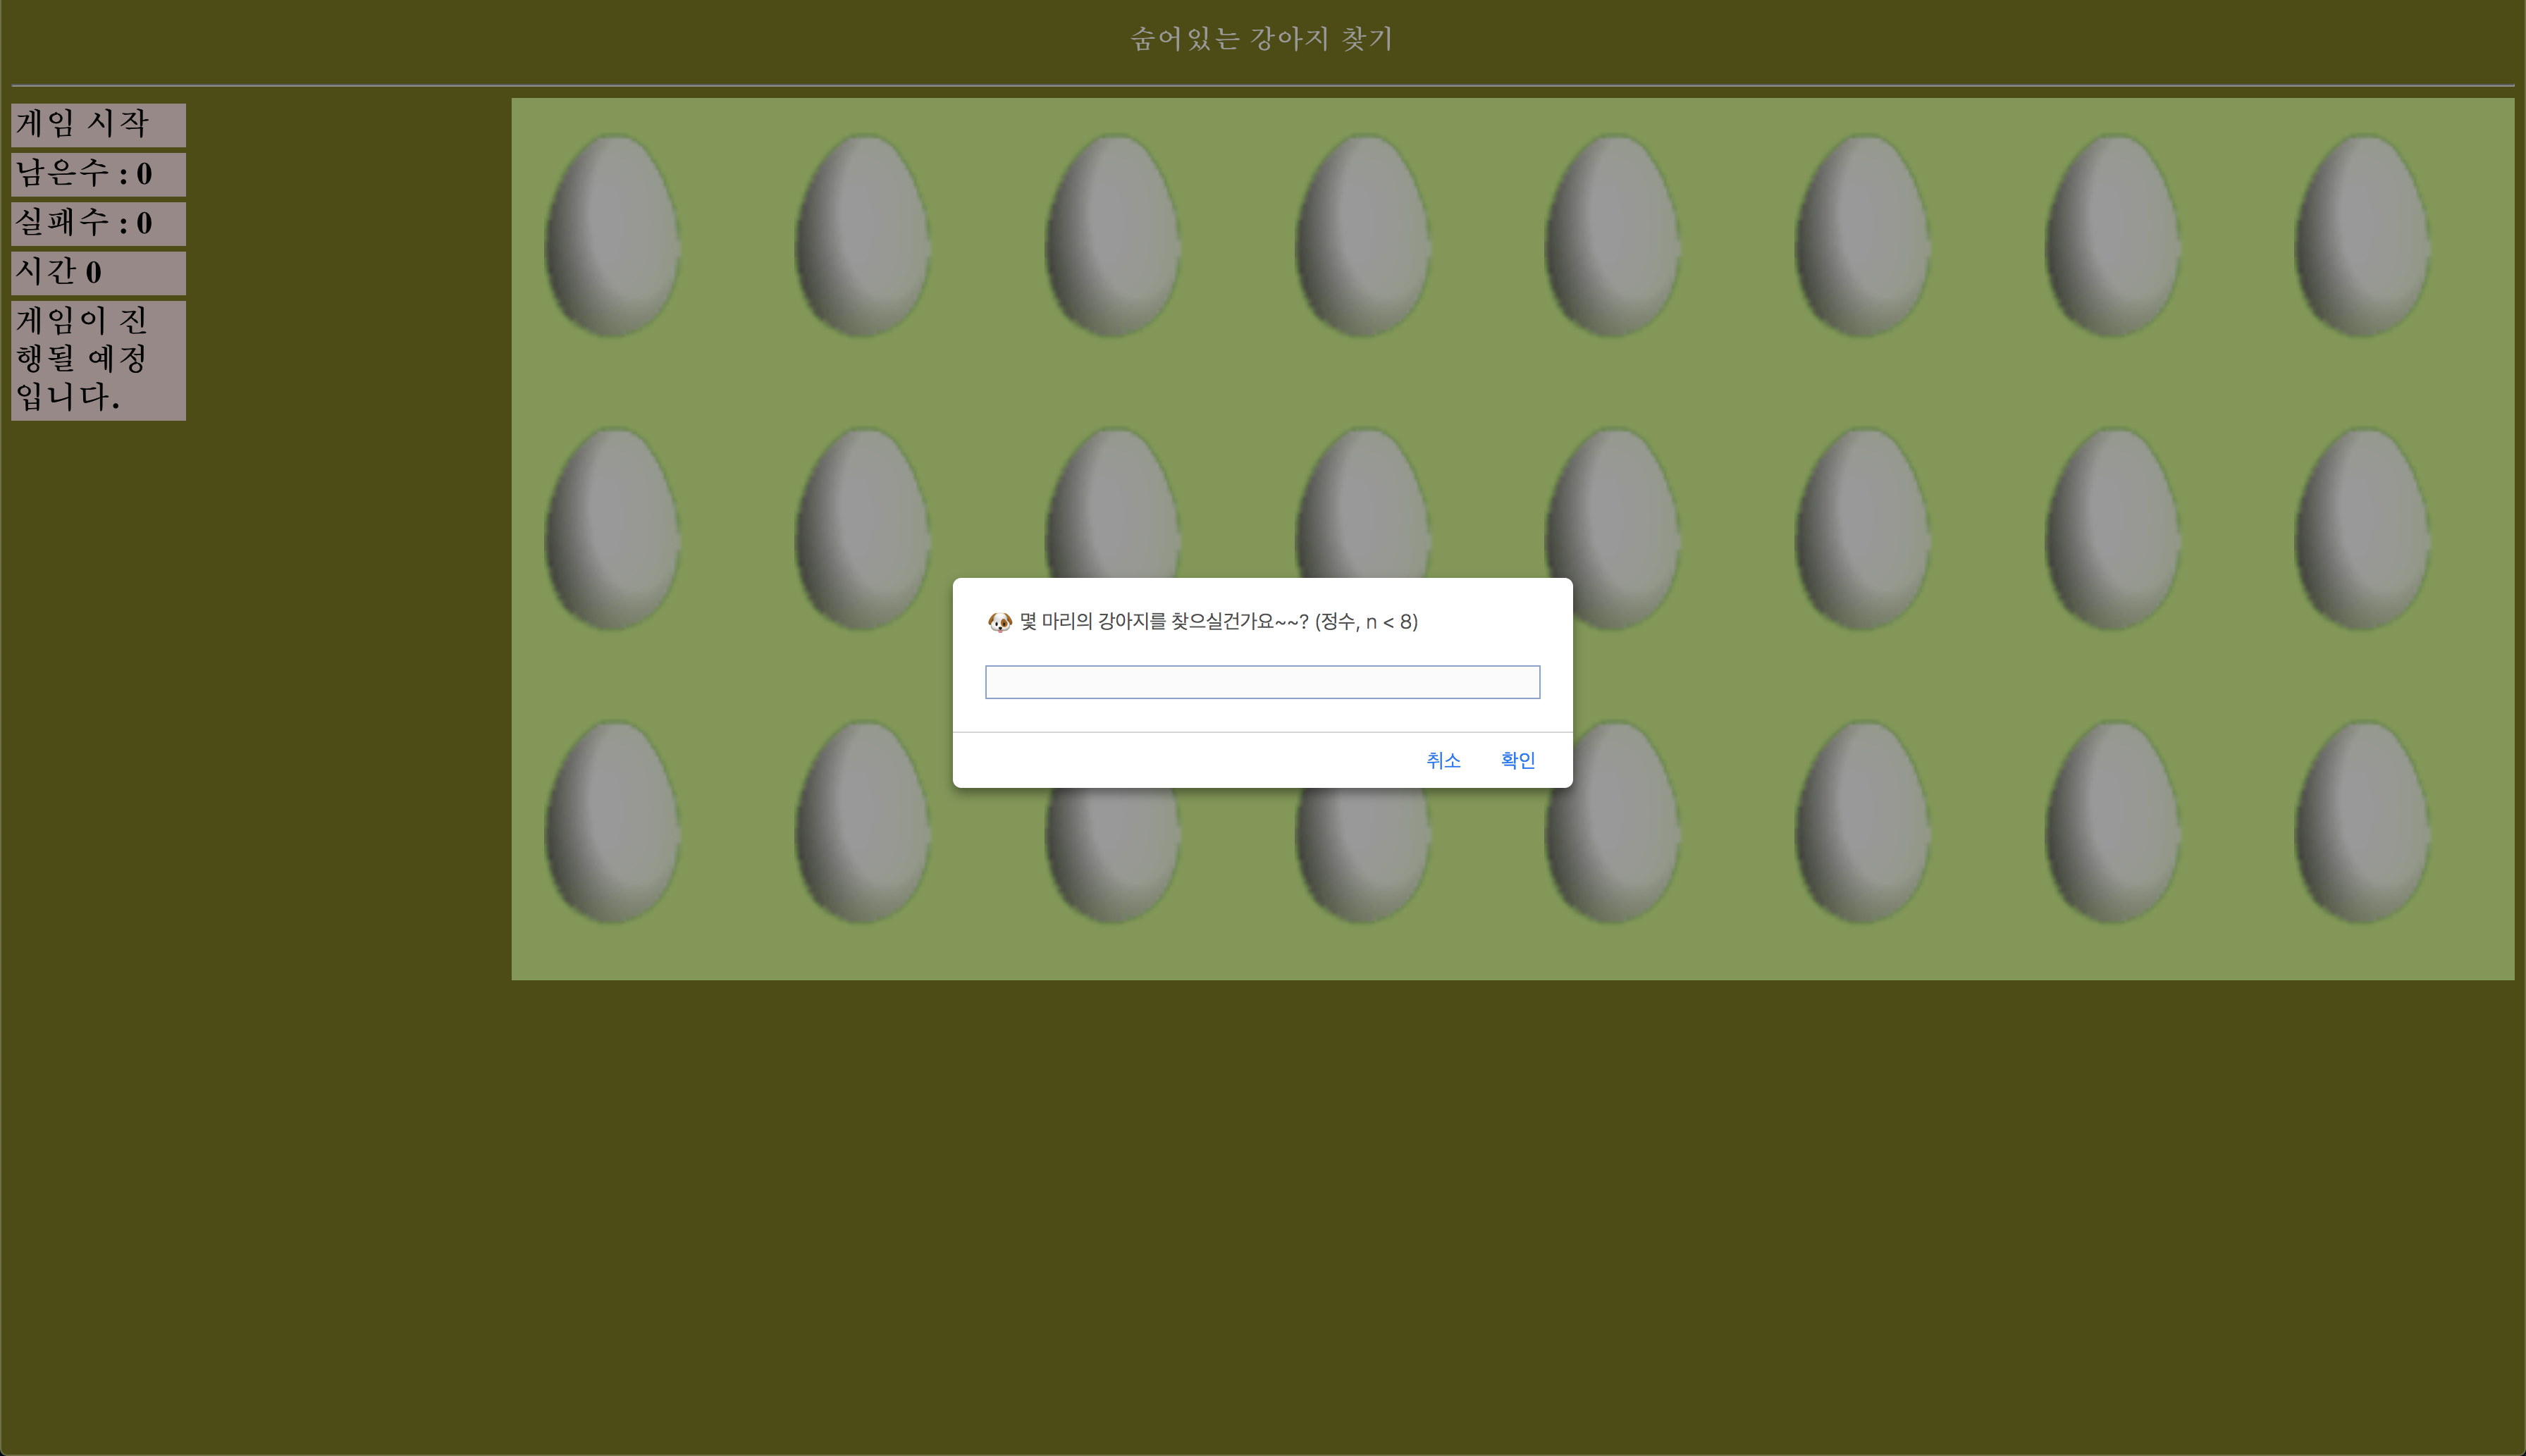 숨어있는 강아지 찾기
게임 시작
남은수 : 0
실패수 : 0
시간 0
게임이 진
행될 예정
입니다.
🐶 몇 마리의 강아지를 찾으실건가요~~? (정수, n < 8)
취소 확인